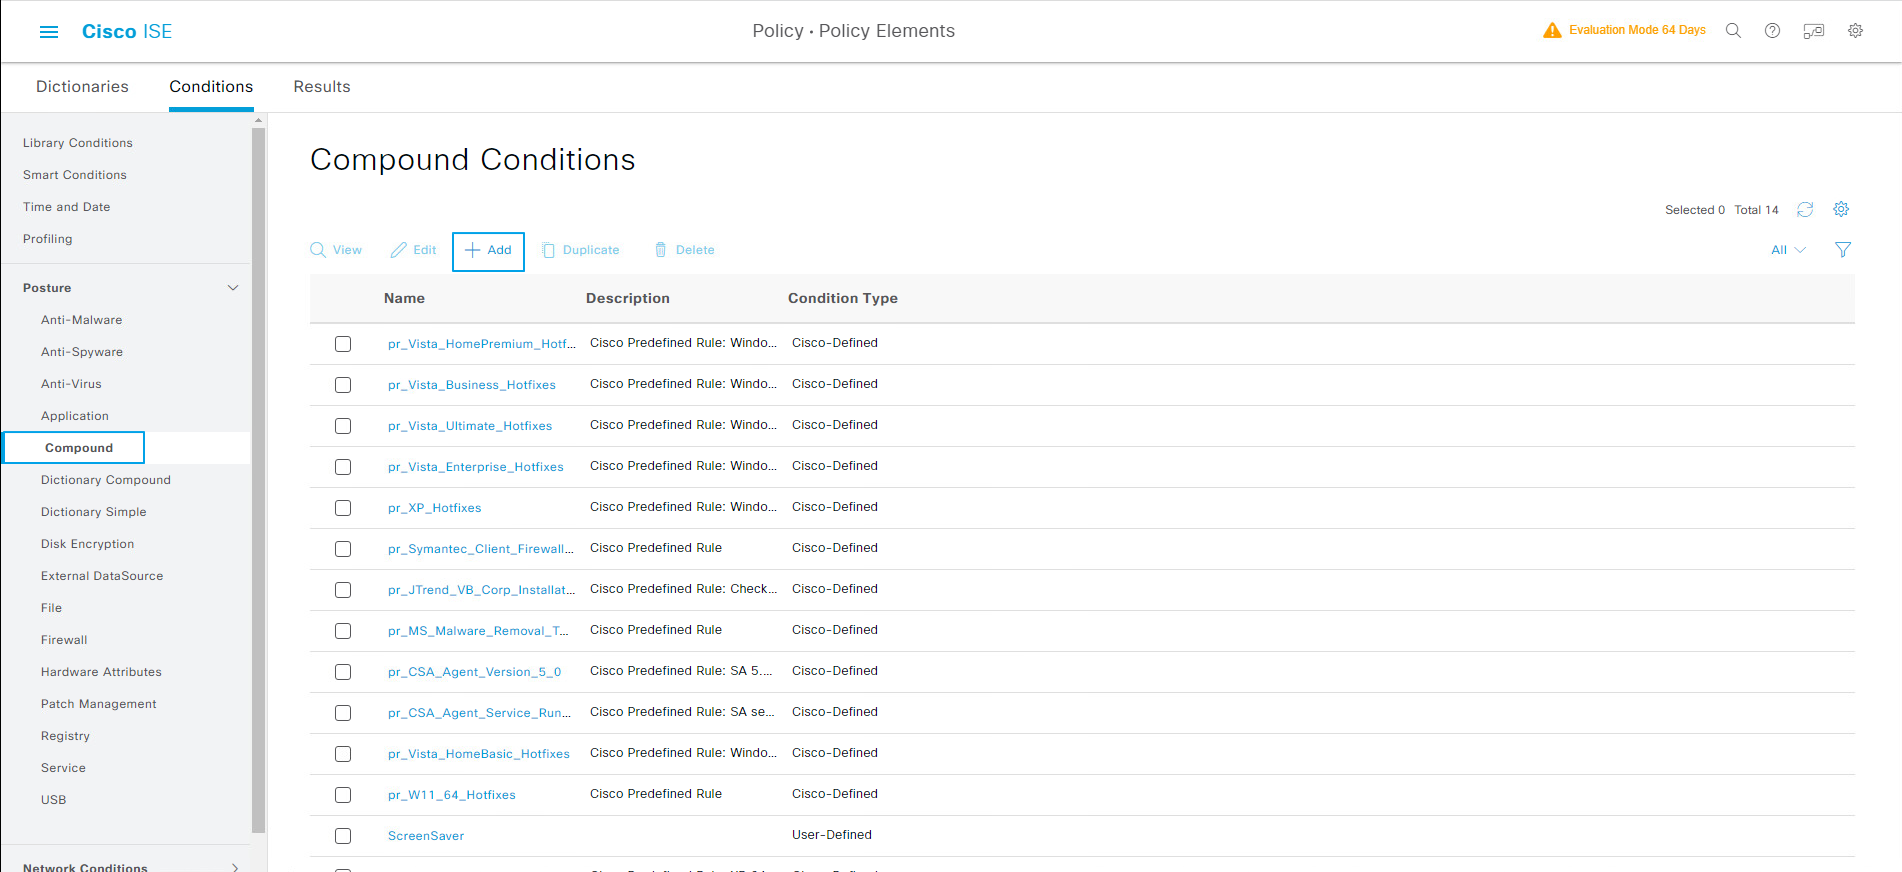 Cisco ISE
Policy · Policy Elements
Evaluation Mode 64 Days
Dictionaries
Conditions
Results
Library Conditions
Smart Conditions
Time and Date
Profiling
Posture
Anti-Malware
Anti-Spyware
Anti-Virus
Application
Compound
Dictionary Compound
Dictionary Simple
Disk Encryption
External DataSource
File
Firewall
Hardware Attributes
Patch Management
Registry
Service
USB
Network Conditions
Compound Conditions
Selected 0 Total 14
View
Edit
Add
Duplicate
Delete
All
Name Description Condition Type
pr_Vista_HomePremium_Hotf... Cisco Predefined Rule: Windo... Cisco-Defined
pr_Vista_Business_Hotfixes Cisco Predefined Rule: Windo... Cisco-Defined
pr_Vista_Ultimate_Hotfixes Cisco Predefined Rule: Windo... Cisco-Defined
pr_Vista_Enterprise_Hotfixes Cisco Predefined Rule: Windo... Cisco-Defined
pr_XP_Hotfixes Cisco Predefined Rule: Windo... Cisco-Defined
pr_Symantec_Client_Firewall... Cisco Predefined Rule Cisco-Defined
pr_JTrend_VB_Corp_Installat... Cisco Predefined Rule: Check... Cisco-Defined
pr_MS_Malware_Removal_T... Cisco Predefined Rule Cisco-Defined
pr_CSA_Agent_Version_5_0 Cisco Predefined Rule: SA 5.... Cisco-Defined
pr_CSA_Agent_Service_Run... Cisco Predefined Rule: SA se... Cisco-Defined
pr_Vista_HomeBasic_Hotfixes Cisco Predefined Rule: Windo... Cisco-Defined
pr_W11_64_Hotfixes Cisco Predefined Rule Cisco-Defined
ScreenSaver User-Defined